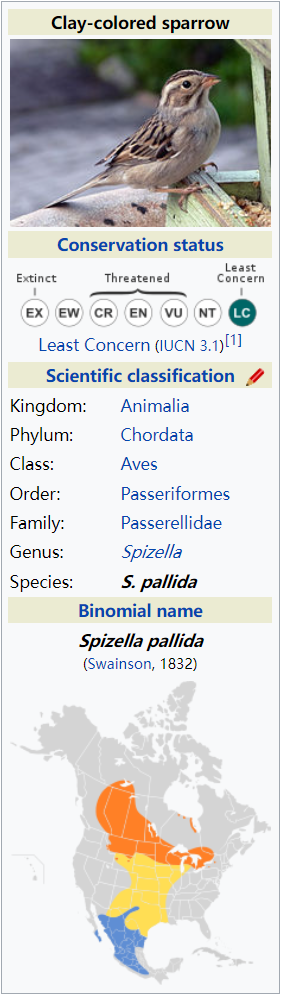 Clay-colored sparrow
Conservation status
Extinct
Threatened
Least
Concern
EX EW CR EN VU NT LC
Least Concern (IUCN 3.1)[1]
Scientific classification
Kingdom: Animalia
Phylum: Chordata
Class: Aves
Order: Passeriformes
Family: Passerellidae
Genus: Spizella
Species: S. pallida
Binomial name
Spizella pallida
(Swainson, 1832)